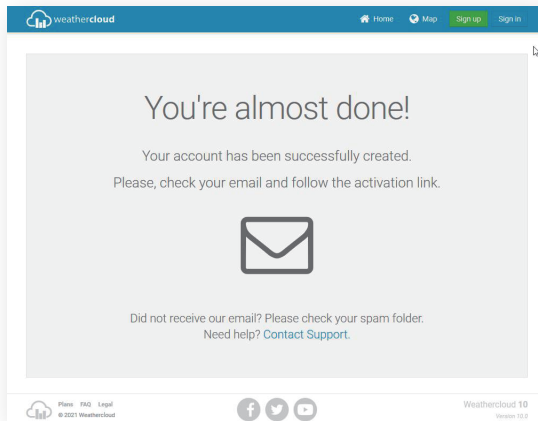 weathercloud
Home Map Sign up Sign in
You're almost done!
Your account has been successfully created.
Please, check your email and follow the activation link.
Did not receive our email? Please check your spam folder.
Need help? Contact Support.
Plans FAQ Legal
© 2021 Weathercloud
Weathercloud 10
Version 10.0